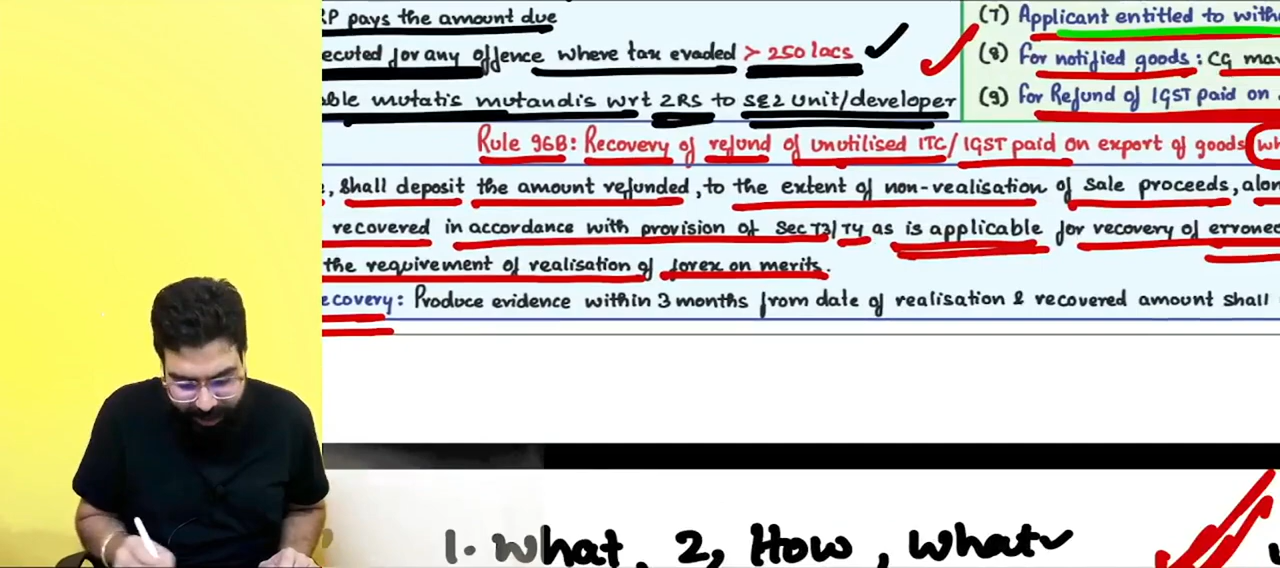 RP pays the amount due
ecuted for any offence where tax evaded > 250 lacs
ble mutatis mutandis wrt ZRS to SEZ Unit/developer
(7) Applicant entitled to with
(8) For notified goods : CG may
(9) For Refund of IGST paid on
Rule 96B: Recovery of refund of unutilised ITC/ IGST paid on export of goods wh
, shall deposit the amount refunded, to the extent of non-realisation of sale proceeds, alon
recovered in accordance with provision of Sec 73/74 as is applicable for recovery of erroneo
the requirement of realisation of forex on merits.
ecovery: Produce evidence within 3 months from date of realisation & recovered amount shall
1. What, 2, How, what